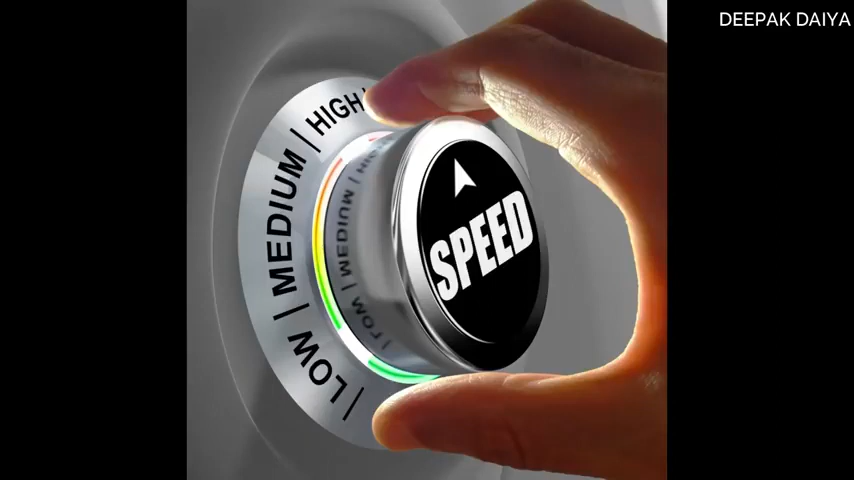 DEEPAK DAIYA
HIGH
MEDIUM |
LOW |
|
SPEED